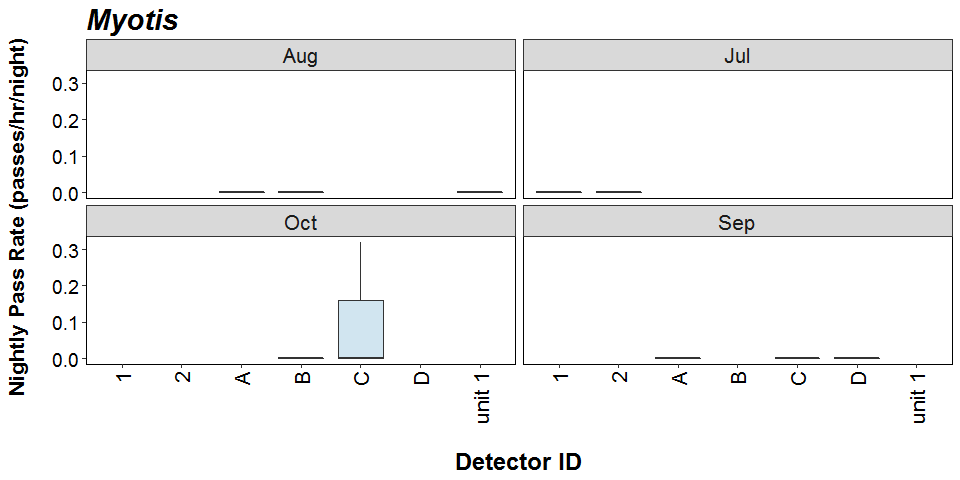 Myotis
Nightly Pass Rate (passes/hr/night)
Aug
Jul
0.3
0.2
0.1
0.0
Oct
Sep
0.3
0.2
0.1
0.0
1 2 A B C D unit 1
1 2 A B C D unit 1
Detector ID